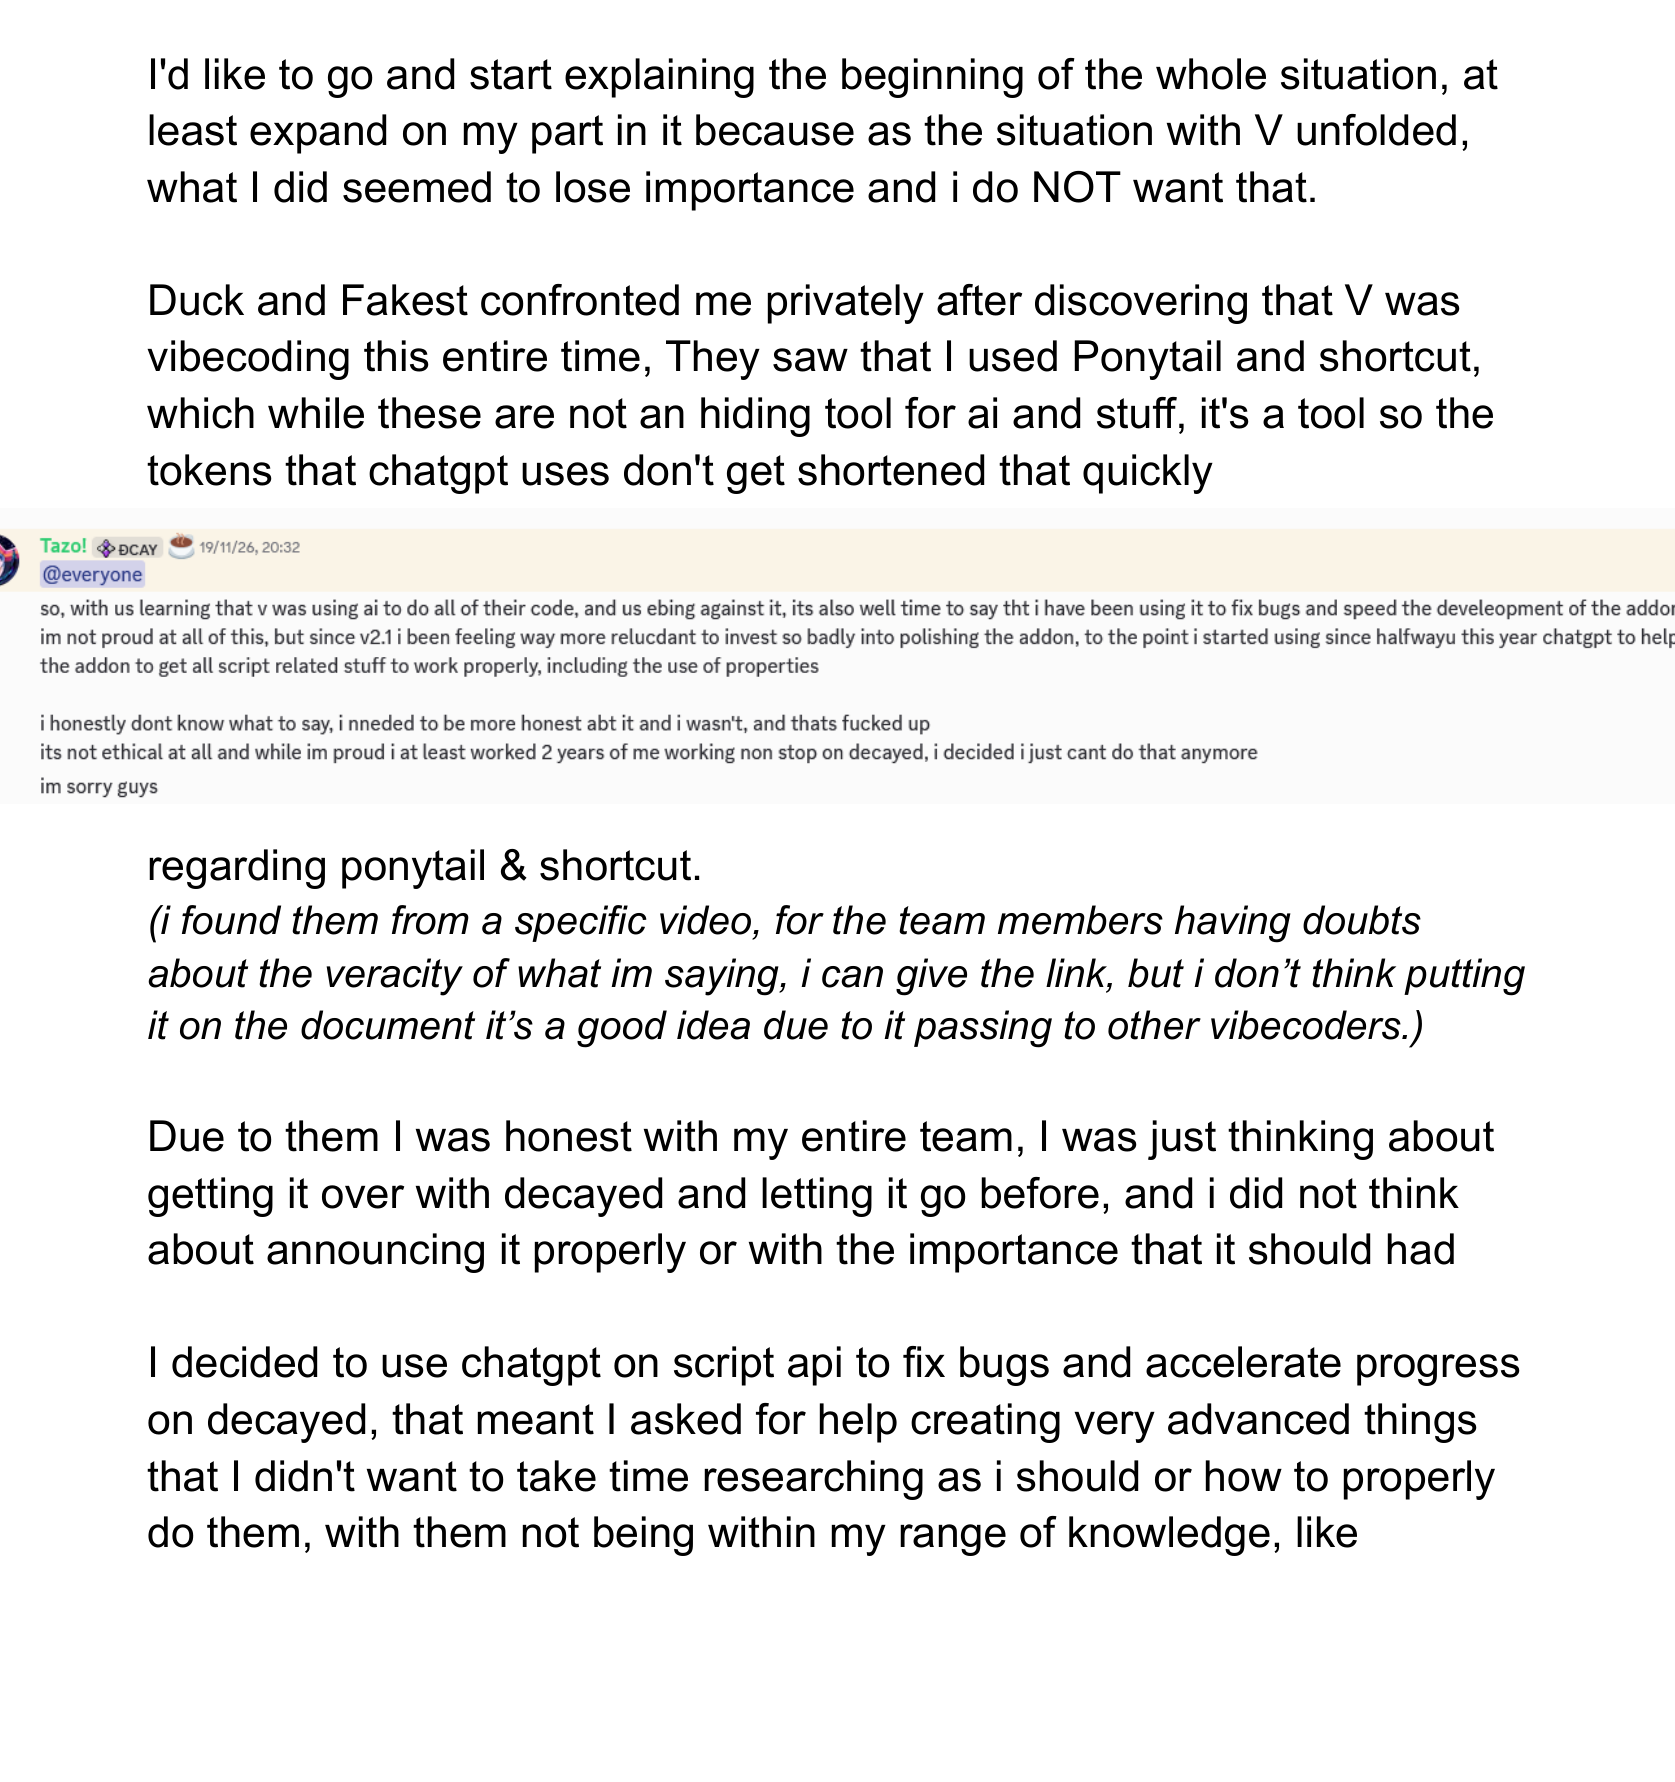 I'd like to go and start explaining the beginning of the whole situation, at
least expand on my part in it because as the situation with V unfolded,
what I did seemed to lose importance and i do NOT want that.
Duck and Fakest confronted me privately after discovering that V was
vibecoding this entire time, They saw that I used Ponytail and shortcut,
which while these are not an hiding tool for ai and stuff, it's a tool so the
tokens that chatgpt uses don't get shortened that quickly
Tazo! ÐCAY 19/11/26, 20:32
@everyone
so, with us learning that v was using ai to do all of their code, and us ebing against it, its also well time to say tht i have been using it to fix bugs and speed the develeopment of the addon
im not proud at all of this, but since v2.1 i been feeling way more relucdant to invest so badly into polishing the addon, to the point i started using since halfwayu this year chatgpt to help
the addon to get all script related stuff to work properly, including the use of properties
i honestly dont know what to say, i nneded to be more honest abt it and i wasn't, and thats fucked up
its not ethical at all and while im proud i at least worked 2 years of me working non stop on decayed, i decided i just cant do that anymore
im sorry guys
regarding ponytail & shortcut.
(i found them from a specific video, for the team members having doubts
about the veracity of what im saying, i can give the link, but i don’t think putting
it on the document it’s a good idea due to it passing to other vibecoders.)
Due to them I was honest with my entire team, I was just thinking about
getting it over with decayed and letting it go before, and i did not think
about announcing it properly or with the importance that it should had
I decided to use chatgpt on script api to fix bugs and accelerate progress
on decayed, that meant I asked for help creating very advanced things
that I didn't want to take time researching as i should or how to properly
do them, with them not being within my range of knowledge, like